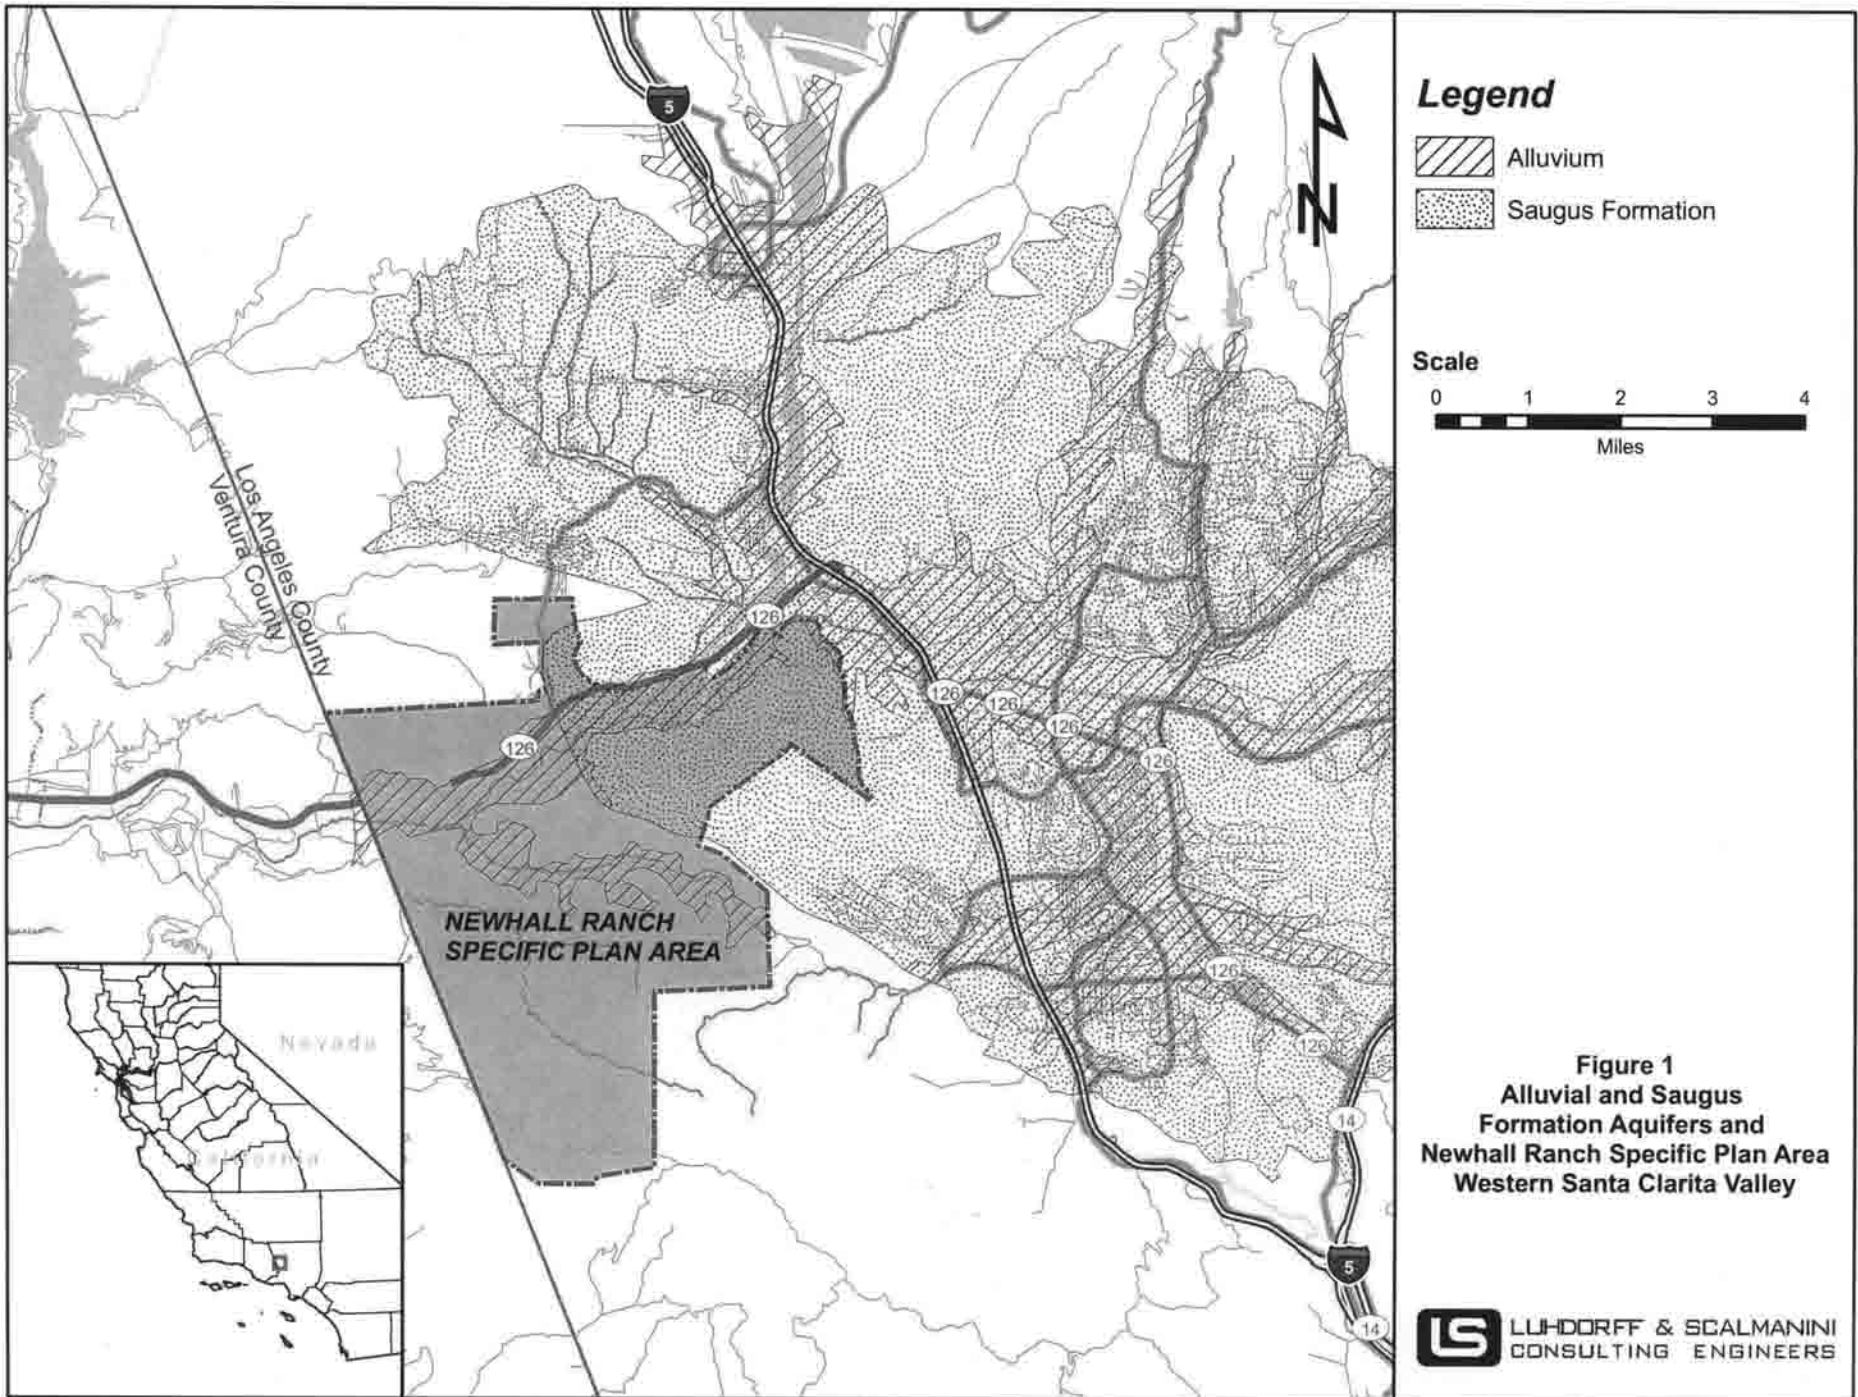 5
Legend
Alluvium
Saugus Formation
N
Scale
0 1 2 3 4
Miles
Los Angeles County
Ventura County
126
126
126
126
126
126
NEWHALL RANCH
SPECIFIC PLAN AREA
126
126
Nevada
California
14
5
14
Figure 1
Alluvial and Saugus
Formation Aquifers and
Newhall Ranch Specific Plan Area
Western Santa Clarita Valley
LS
LUHDORFF & SCALMANINI
CONSULTING ENGINEERS